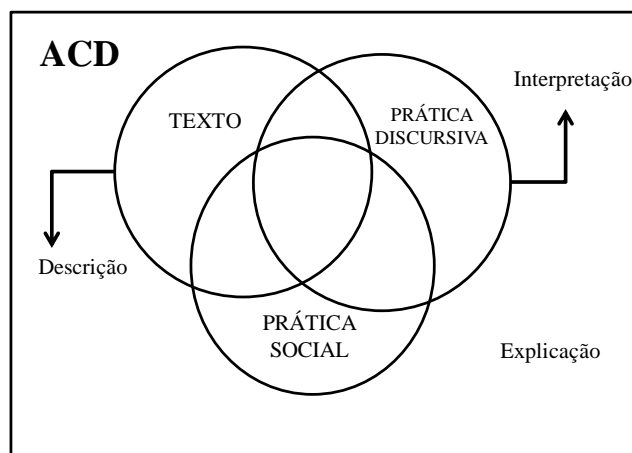 ACD
TEXTO
PRÁTICA
DISCURSIVA
Interpretação
Descrição
PRÁTICA
SOCIAL
Explicação